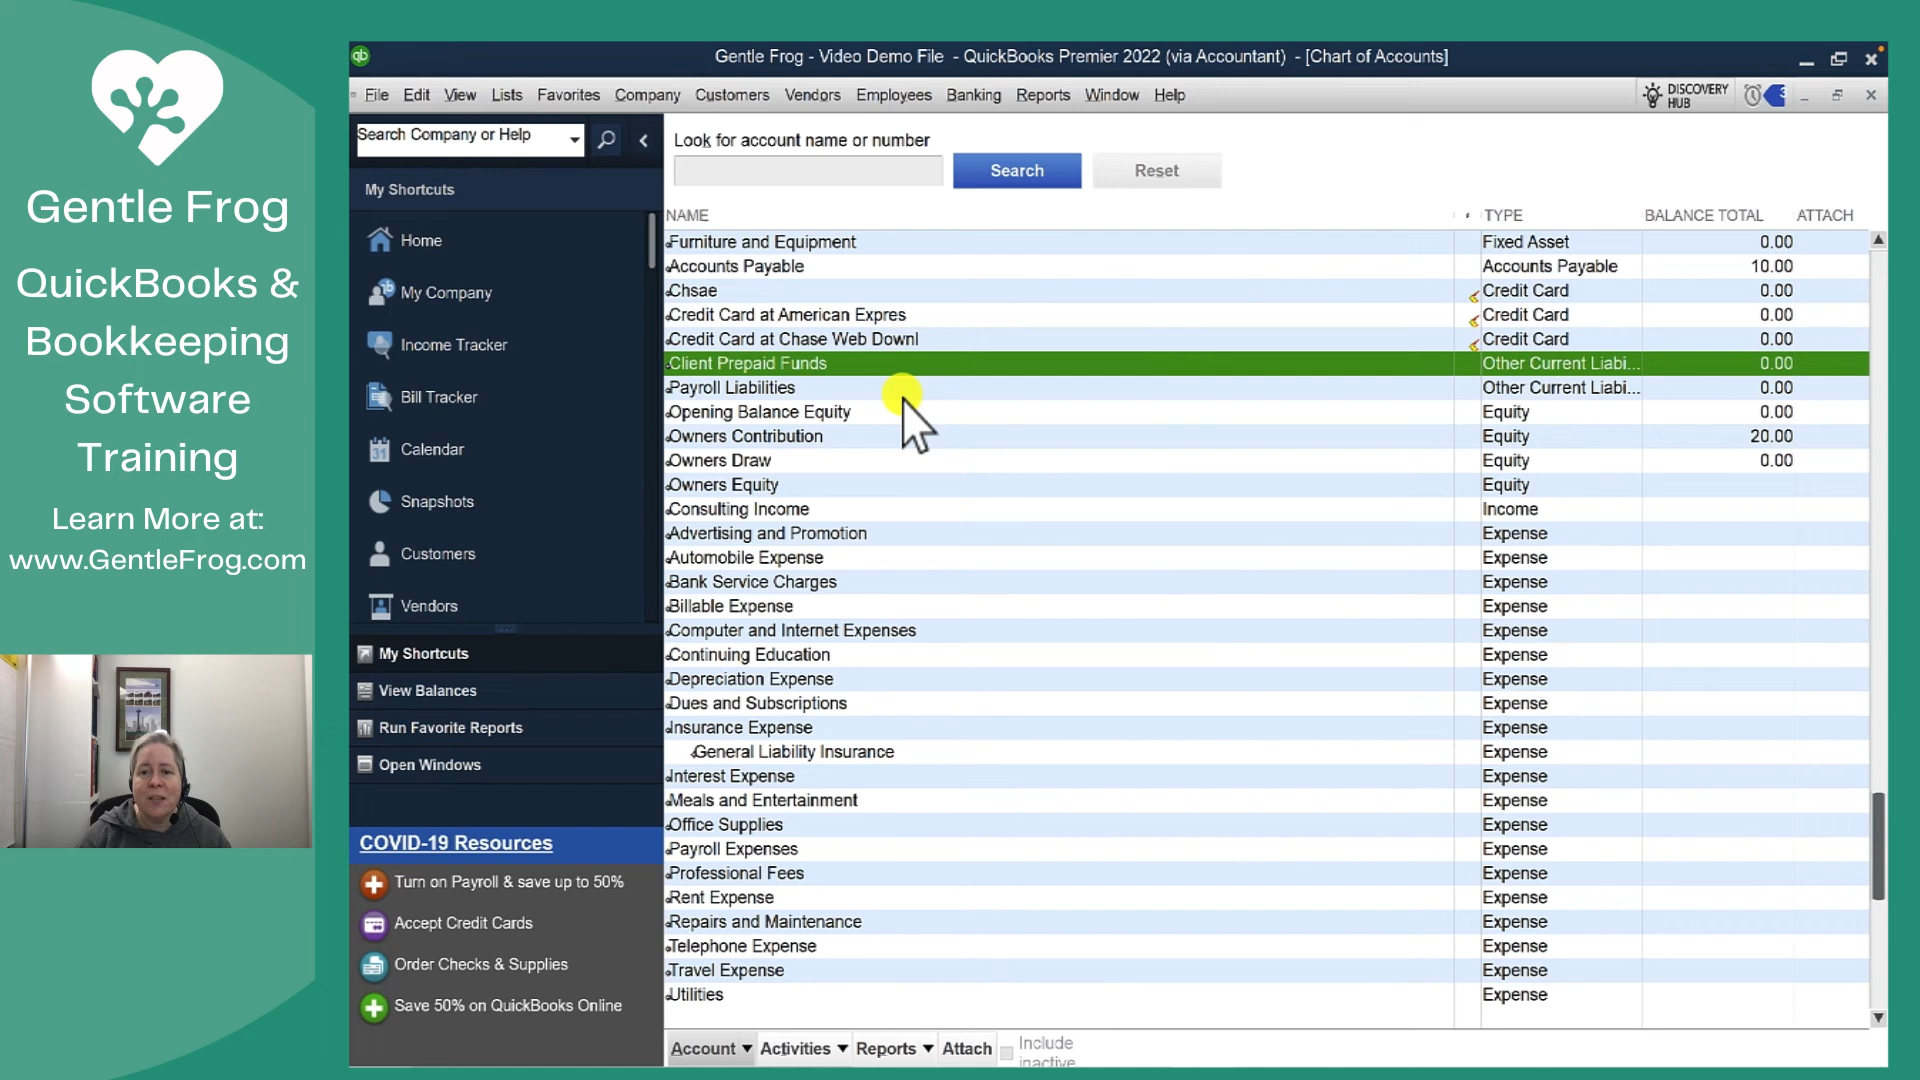 Gentle Frog
QuickBooks &
Bookkeeping
Software
Training
Learn More at:
www.GentleFrog.com
qb
Gentle Frog - Video Demo File - QuickBooks Premier 2022 (via Accountant) - [Chart of Accounts]
File Edit View Lists Favorites Company Customers Vendors Employees Banking Reports Window Help
DISCOVERY
HUB
3
Search Company or Help
My Shortcuts
Home
My Company
Income Tracker
Bill Tracker
31 Calendar
Snapshots
Customers
Vendors
My Shortcuts
View Balances
Run Favorite Reports
Open Windows
COVID-19 Resources
Turn on Payroll & save up to 50%
Accept Credit Cards
Order Checks & Supplies
Save 50% on QuickBooks Online
Look for account name or number
Search Reset
NAME TYPE BALANCE TOTAL ATTACH
Furniture and Equipment Fixed Asset 0.00
Accounts Payable Accounts Payable 10.00
Chsae Credit Card 0.00
Credit Card at American Expres Credit Card 0.00
Credit Card at Chase Web Downl Credit Card 0.00
Client Prepaid Funds Other Current Liabi... 0.00
Payroll Liabilities Other Current Liabi... 0.00
Opening Balance Equity Equity 0.00
Owners Contribution Equity 20.00
Owners Draw Equity 0.00
Owners Equity Equity
Consulting Income Income
Advertising and Promotion Expense
Automobile Expense Expense
Bank Service Charges Expense
Billable Expense Expense
Computer and Internet Expenses Expense
Continuing Education Expense
Depreciation Expense Expense
Dues and Subscriptions Expense
Insurance Expense Expense
General Liability Insurance Expense
Interest Expense Expense
Meals and Entertainment Expense
Office Supplies Expense
Payroll Expenses Expense
Professional Fees Expense
Rent Expense Expense
Repairs and Maintenance Expense
Telephone Expense Expense
Travel Expense Expense
Utilities Expense
Account Activities Reports Attach Include
inactive